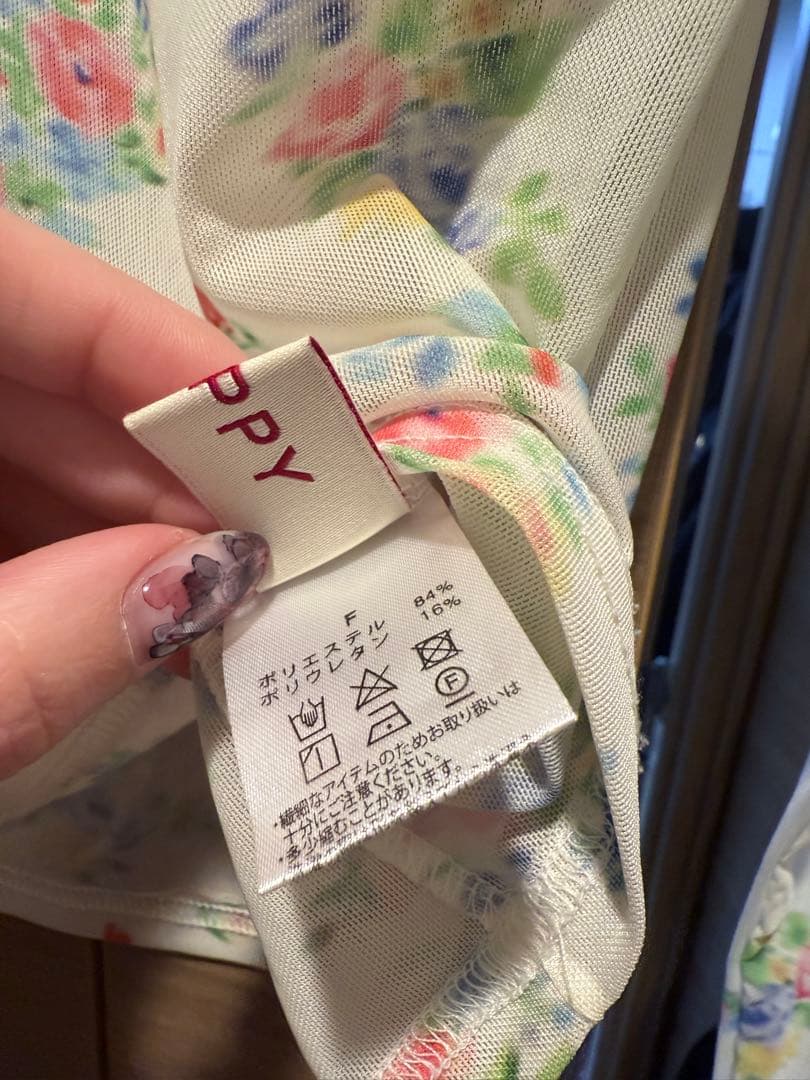 PPY
F
ポリエステル 84%
ポリウレタン 16%
F
・繊細なアイテムのためお取り扱いは
十分にご注意ください。
・多少縮むことがあります。